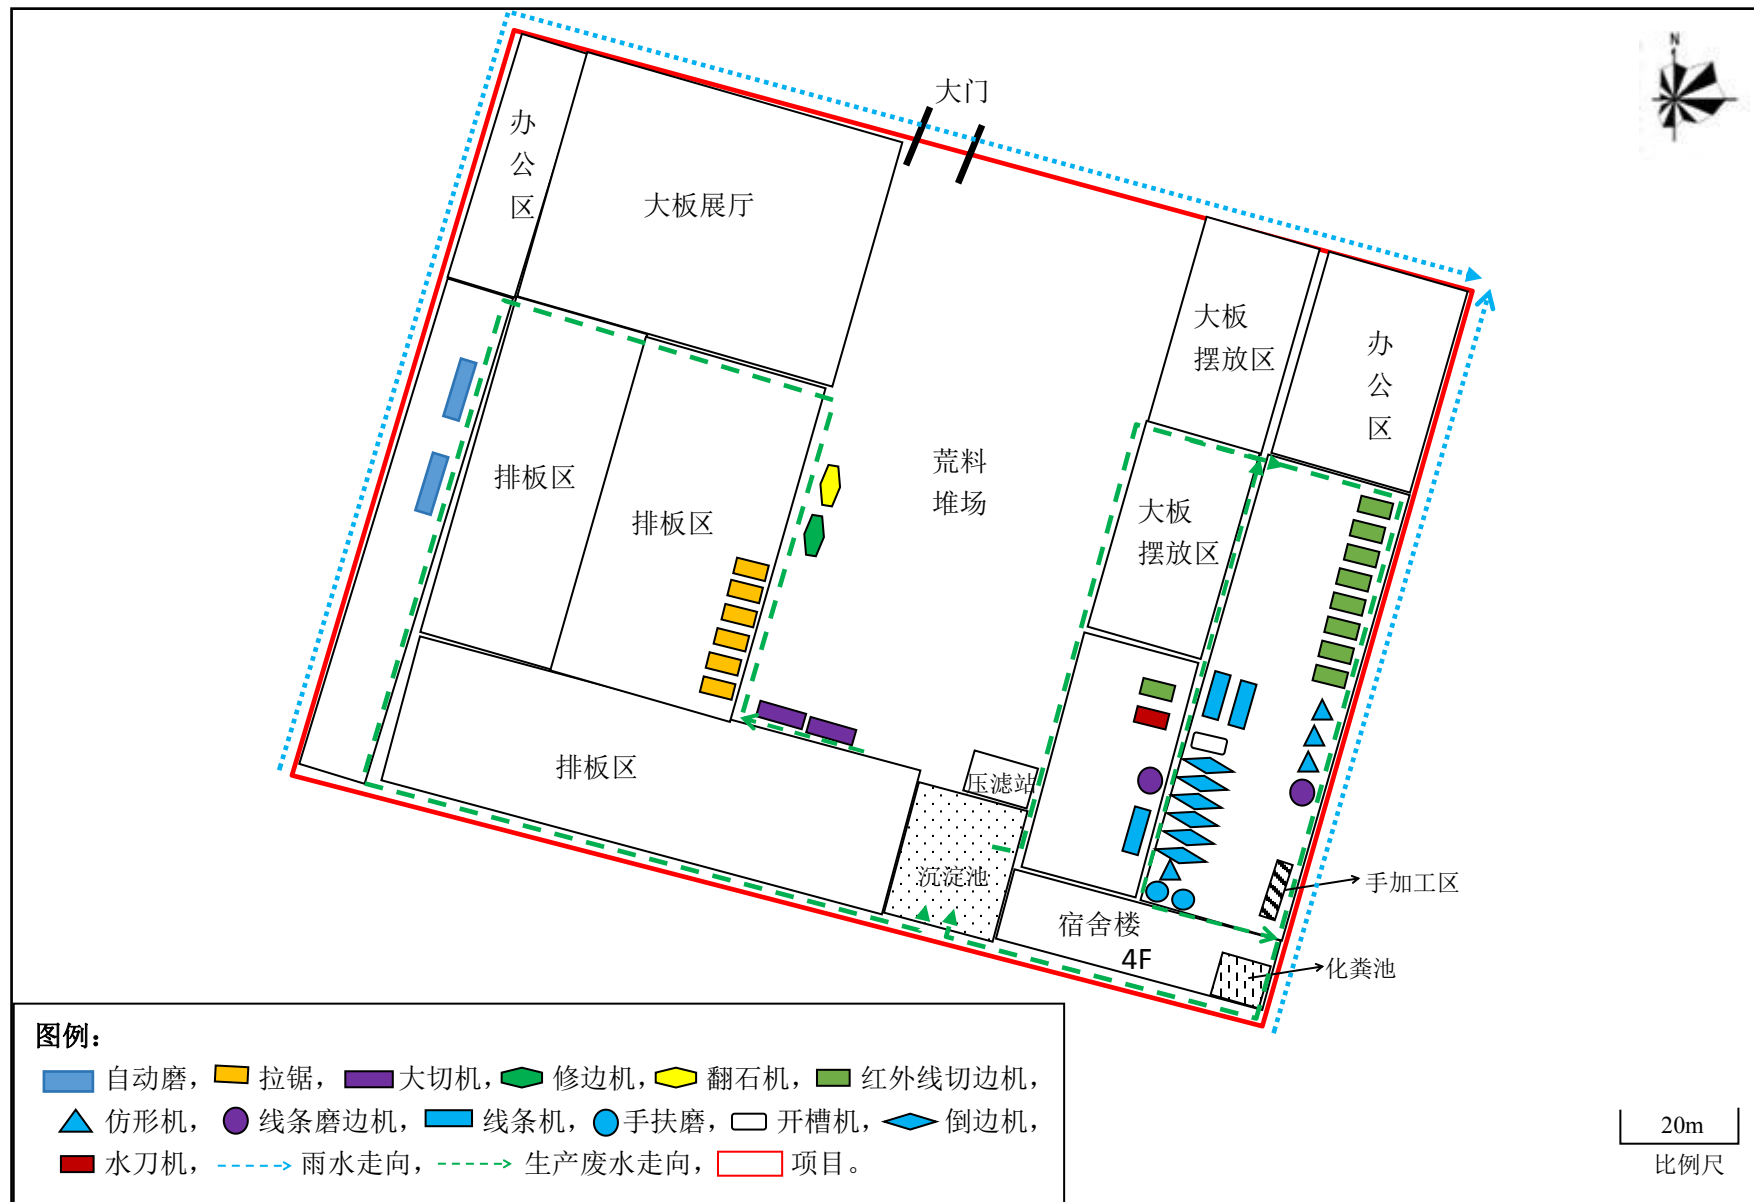 N
大门
办
公
区
大板展厅
大板
摆放区
办
公
区
荒料
堆场
排板区
排板区
大板
摆放区
排板区
压滤站
沉淀池
宿舍楼
4F
手加工区
化粪池
图例：
自动磨，拉锯，大切机，修边机，翻石机，红外线切边机，
仿形机，线条磨边机，线条机，手扶磨，开槽机，倒边机，
水刀机，雨水走向，生产废水走向，项目。
20m
比例尺